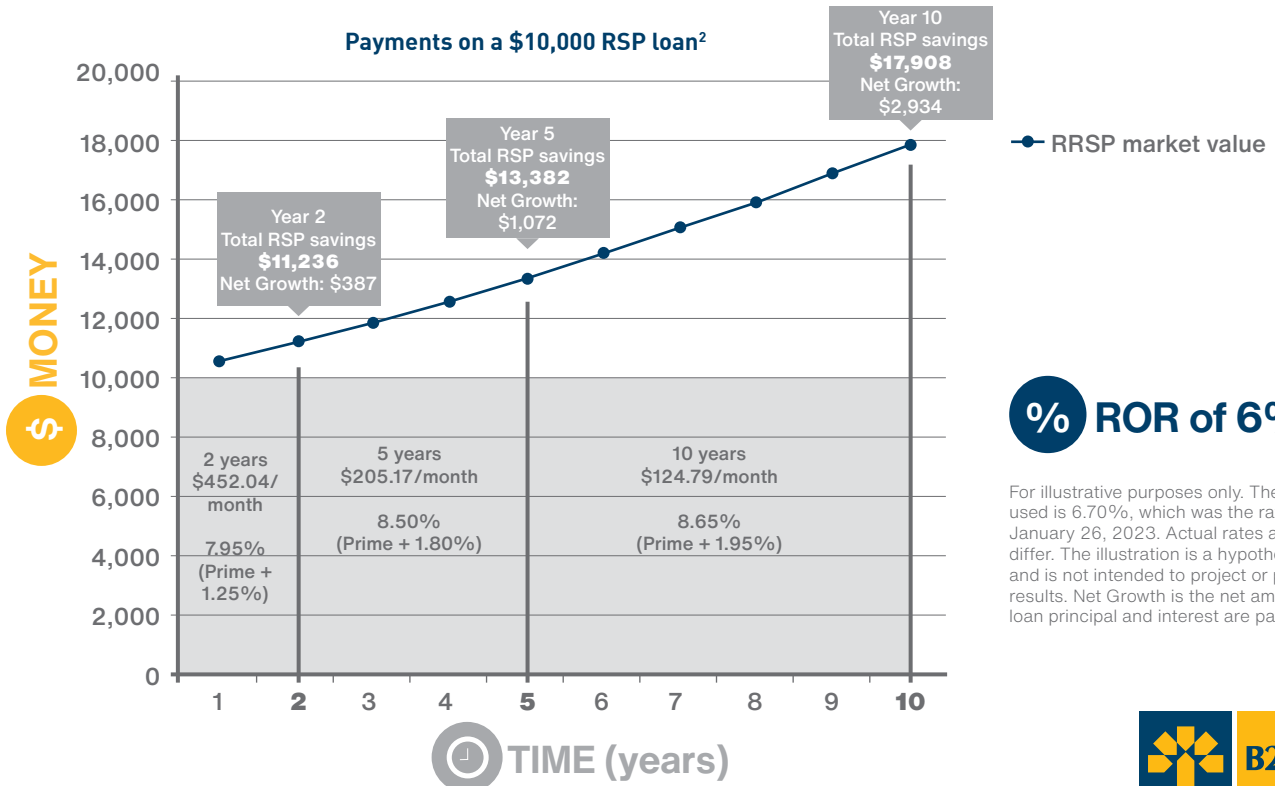 Payments on a $10,000 RSP loan²
Year 10
Total RSP savings
$17,908
Net Growth:
$2,934
Year 5
Total RSP savings
$13,382
Net Growth:
$1,072
Year 2
Total RSP savings
$11,236
Net Growth: $387
RRSP market value
20,000
18,000
16,000
14,000
12,000
10,000
8,000
6,000
4,000
2,000
0
$ MONEY
2 years
$452.04/
month
7.95%
(Prime +
1.25%)
5 years
$205.17/month
8.50%
(Prime + 1.80%)
10 years
$124.79/month
8.65%
(Prime + 1.95%)
1 2 3 4 5 6 7 8 9 10
TIME (years)
% ROR of 6
For illustrative purposes only. The
used is 6.70%, which was the ra
January 26, 2023. Actual rates a
differ. The illustration is a hypothe
and is not intended to project or p
results. Net Growth is the net am
loan principal and interest are pa
B2